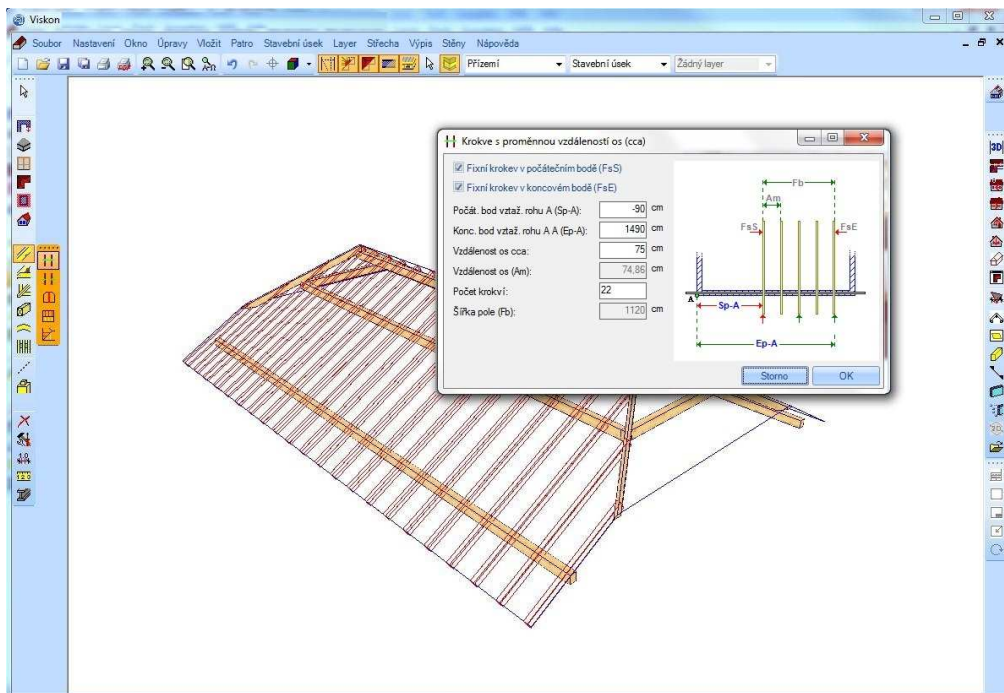 Viskon
Soubor Nastavení Okno Úpravy Vložit Patro Stavební úsek Layer Střecha Výpis Stěny Nápověda
Přízemí Stavební úsek Žádný layer
Krokve s proměnnou vzdáleností os (cca)
Fixní krokev v počátečním bodě (FsS)
Fixní krokev v koncovém bodě (FsE)
Počát. bod vztaž. rohu A (Sp-A): -90 cm
Konc. bod vztaž. rohu A A (Ep-A): 1490 cm
Vzdálenost os cca: 75 cm
Vzdálenost os (Am): 74,86 cm
Počet krokví: 22
Šířka pole (Fb): 1120 cm
Fb
Am
FsS FsE
A
Sp-A
Ep-A
Storno OK
3D